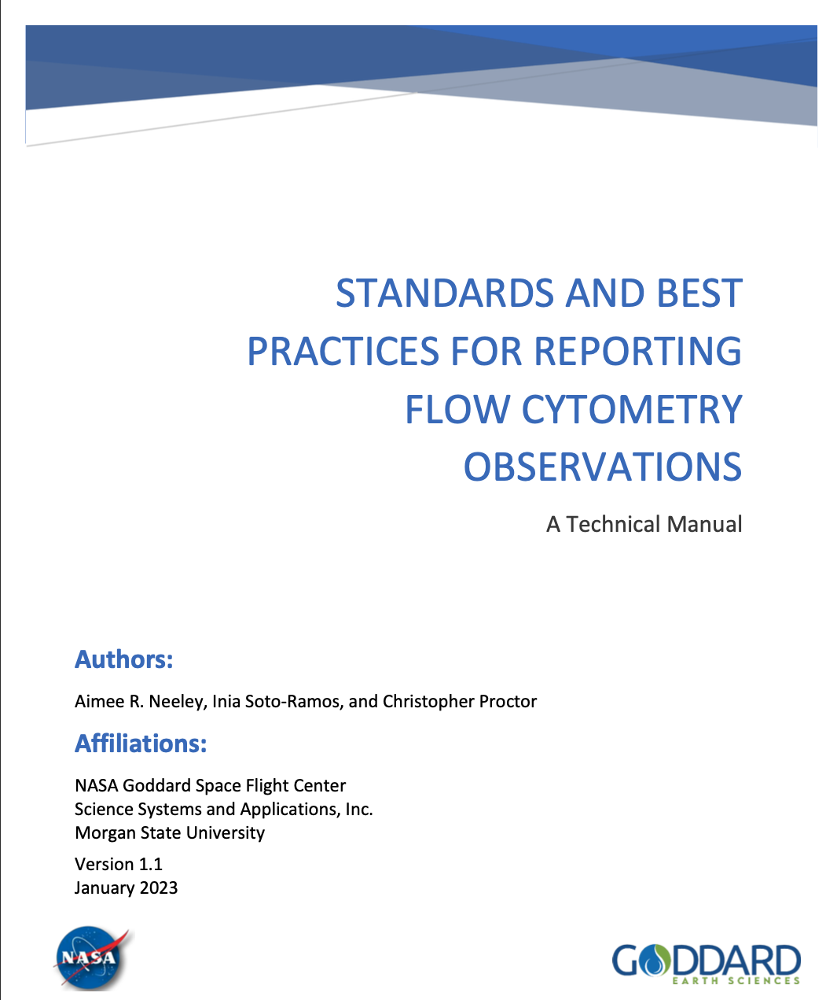 STANDARDS AND BEST
PRACTICES FOR REPORTING
FLOW CYTOMETRY
OBSERVATIONS
A Technical Manual
Authors:
Aimee R. Neeley, Inia Soto-Ramos, and Christopher Proctor
Affiliations:
NASA Goddard Space Flight Center
Science Systems and Applications, Inc.
Morgan State University
Version 1.1
January 2023
NASA
GODDARD
EARTH SCIENCES